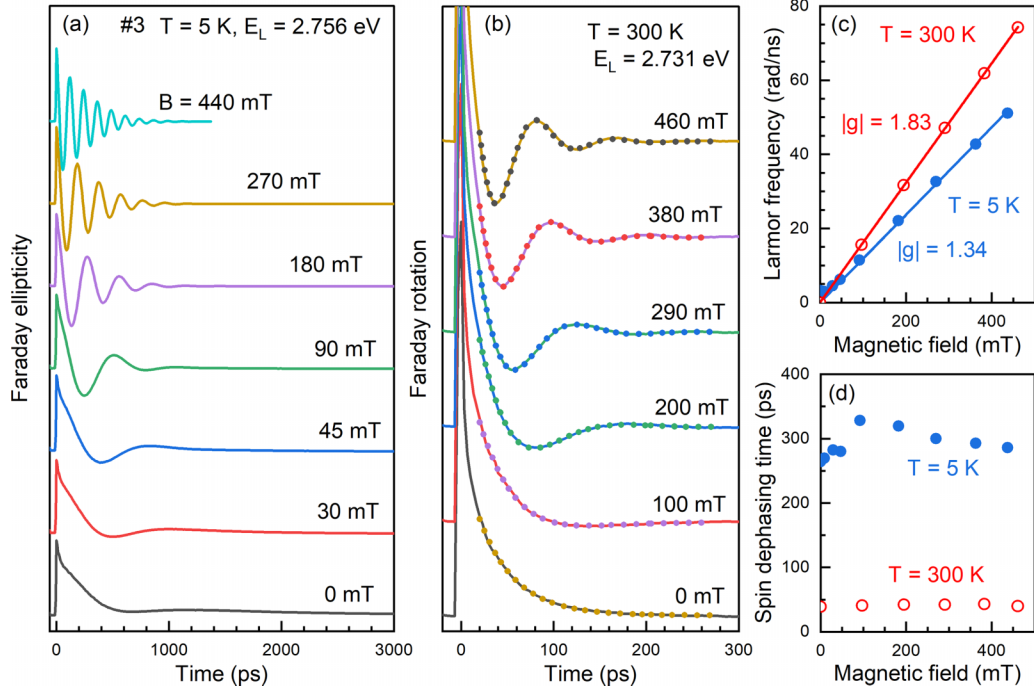 (a) #3 T = 5 K, E_L = 2.756 eV
B = 440 mT
270 mT
180 mT
90 mT
45 mT
30 mT
0 mT
Faraday ellipticity
0 1000 2000 3000
Time (ps)
(b) T = 300 K
E_L = 2.731 eV
460 mT
380 mT
290 mT
200 mT
100 mT
0 mT
Faraday rotation
0 100 200 300
Time (ps)
(c) T = 300 K
|g| = 1.83
T = 5 K
|g| = 1.34
Larmor frequency (rad/ns)
80
60
40
20
0
0 200 400
Magnetic field (mT)
(d)
T = 5 K
T = 300 K
Spin dephasing time (ps)
400
300
200
100
0
0 200 400
Magnetic field (mT)